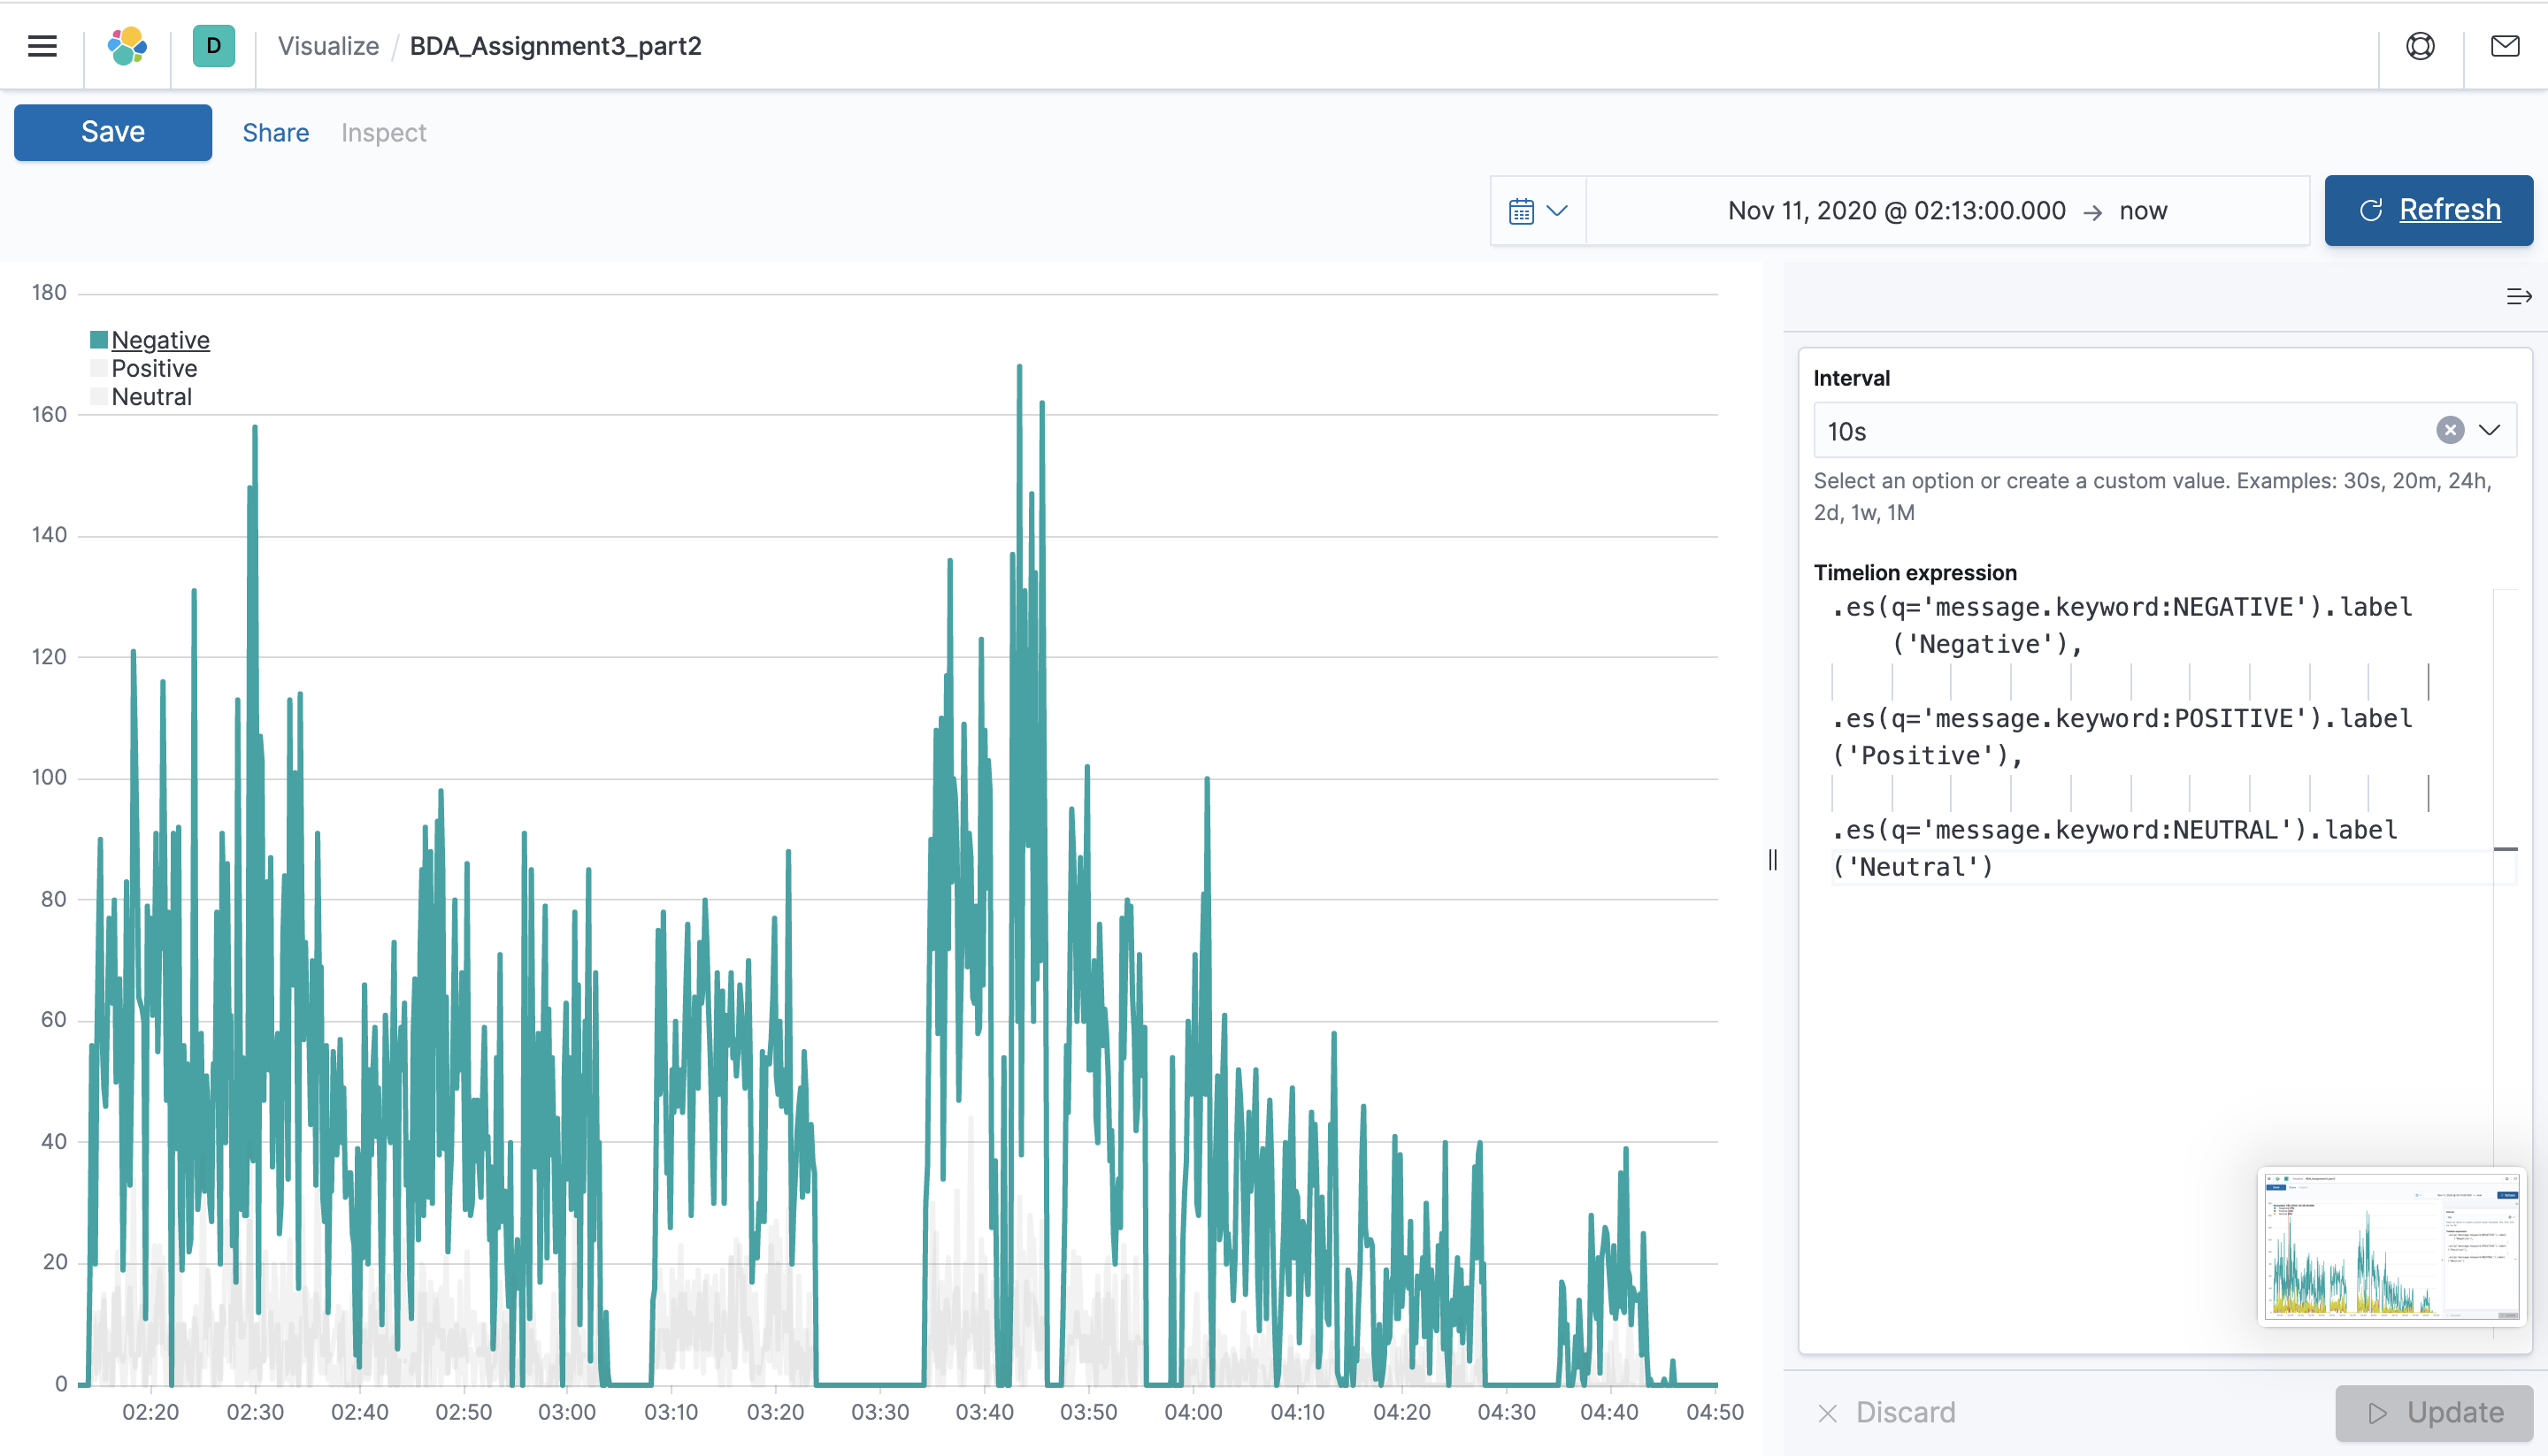 D
Visualize / BDA_Assignment3_part2
Save Share Inspect
Nov 11, 2020 @ 02:13:00.000 → now Refresh
180
Negative
Positive
Neutral
160
140
120
100
80
60
40
20
0
02:20 02:30 02:40 02:50 03:00 03:10 03:20 03:30 03:40 03:50 04:00 04:10 04:20 04:30 04:40 04:50
Interval
10s
Select an option or create a custom value. Examples: 30s, 20m, 24h,
2d, 1w, 1M
Timelion expression
.es(q='message.keyword:NEGATIVE').label
('Negative'),
.es(q='message.keyword:POSITIVE').label
('Positive'),
.es(q='message.keyword:NEUTRAL').label
('Neutral')
Discard Update